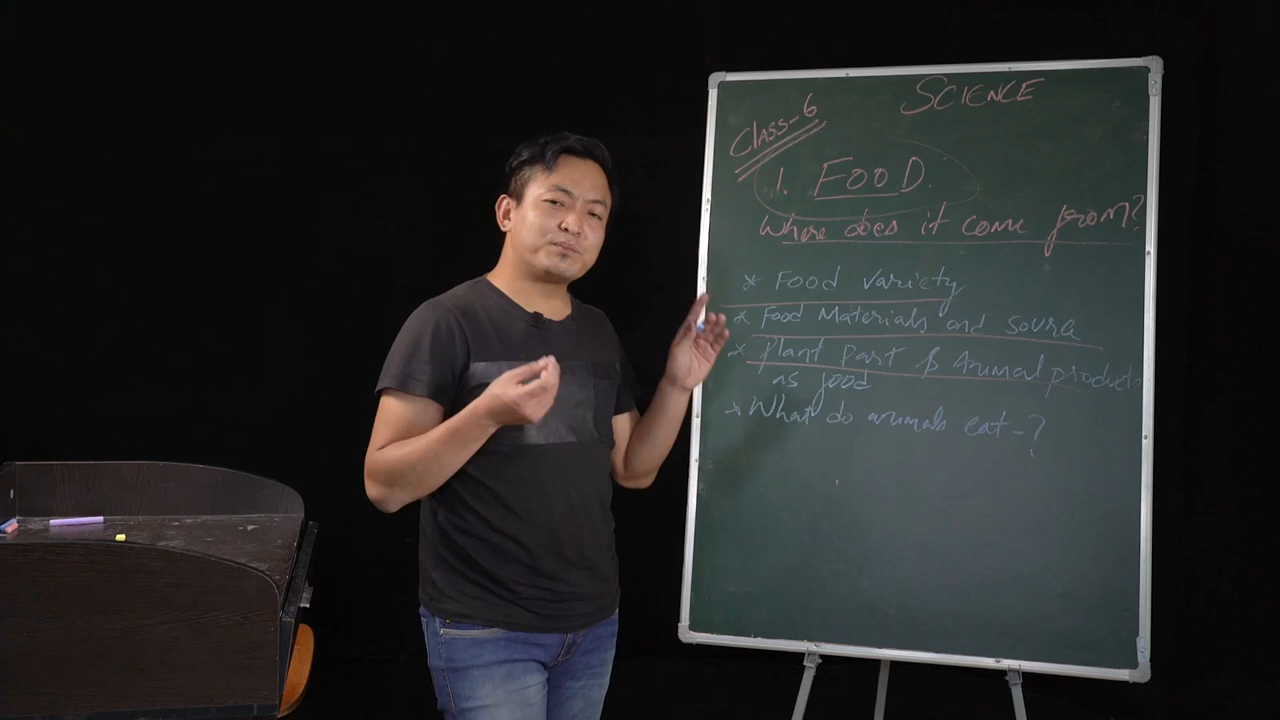 SCIENCE
Class-6
1. FOOD.
Where does it come from?
* Food variety
* Food Materials and source
* Plant Part & Animal products
as food
* What do animals eat-?